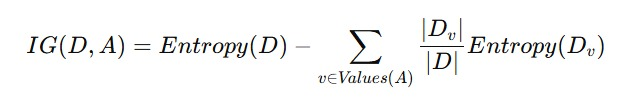 IG(D, A) = Entropy(D) − ∑_{v∈Values(A)} |D_v|/|D| Entropy(D_v)